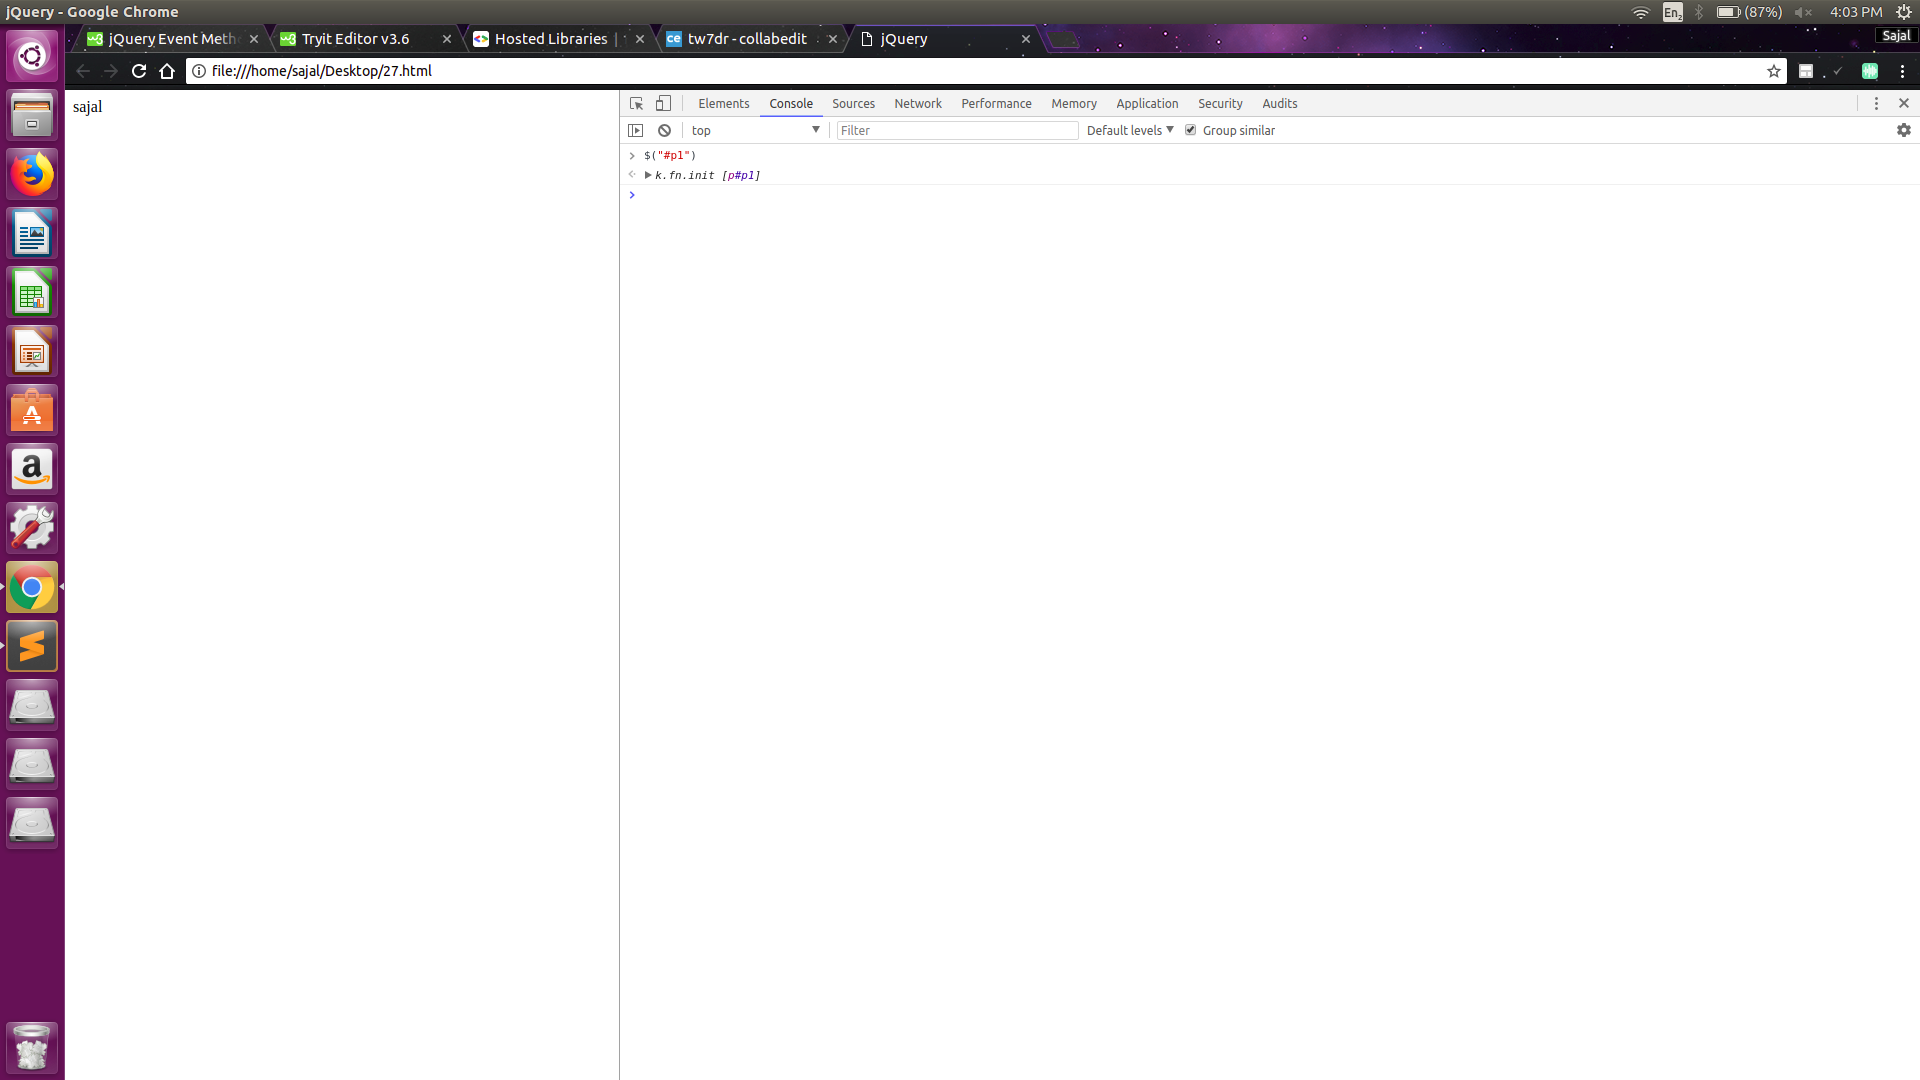 jQuery - Google Chrome
En2 (87%) 4:03 PM
jQuery Event Meth
Tryit Editor v3.6
Hosted Libraries |
tw7dr - collabedit
jQuery
Sajal
file:///home/sajal/Desktop/27.html
sajal
Elements Console Sources Network Performance Memory Application Security Audits
top Filter Default levels Group similar
$("#p1")
k.fn.init [p#p1]